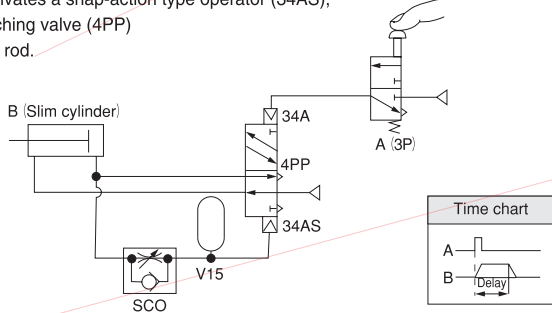 ivates a snap-action type operator (34AS),
ching valve (4PP)
rod.
B (Slim cylinder)
34A
4PP
34AS
A (3P)
V15
SCO
Time chart
A
B
Delay